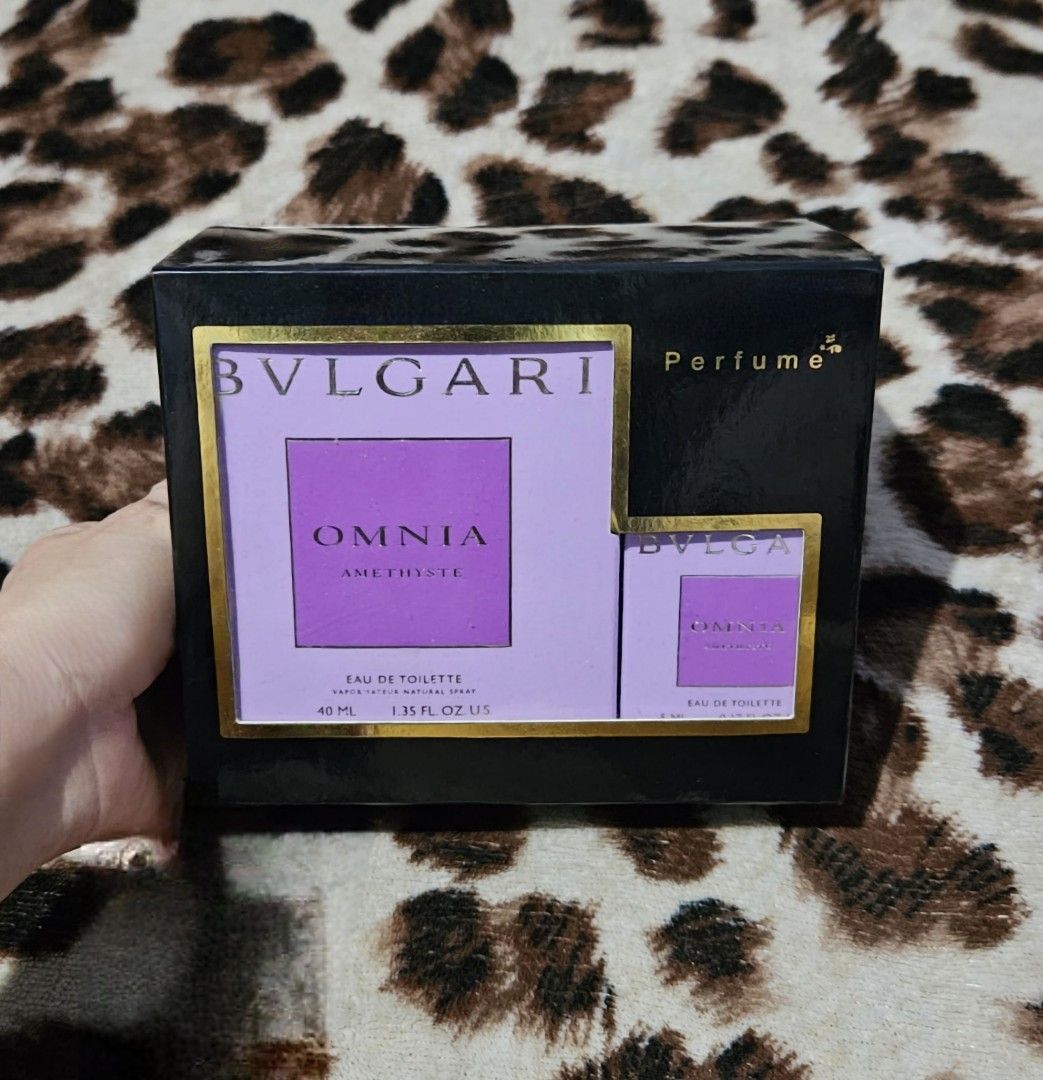 Perfume
BVLGARI
OMNIA
AMETHYSTE
EAU DE TOILETTE
VAPORISATEUR NATURAL SPRAY
40 ML 1.35 FL. OZ. U.S
BVLGA
OMNIA
AMETHYSTE
EAU DE TOILETTE